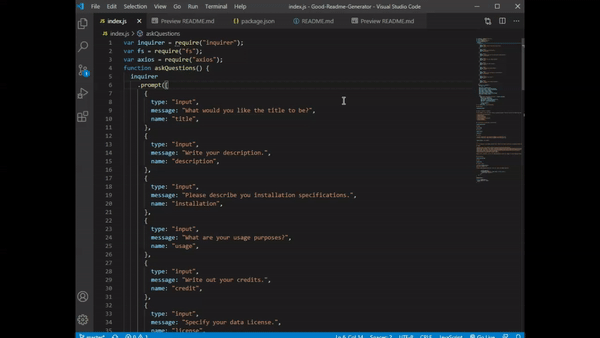 File Edit Selection View Go Run Terminal Help index.js - Good-Readme-Generator - Visual Studio Code
index.js Preview README.md package.json README.md Preview README.md
index.js > askQuestions
1 var inquirer = require("inquirer");
2 var fs = require("fs");
3 var axios = require("axios");
4 function askQuestions() {
5 inquirer
6 .prompt([
7 {
8 type: "input",
9 message: "What would you like the title to be?",
10 name: "title",
11 },
12 {
13 type: "input",
14 message: "Write your description.",
15 name: "description",
16 },
17 {
18 type: "input",
19 message: "Please describe you installation specifications.",
20 name: "installation",
21 },
22 {
23 type: "input",
24 message: "What are your usage purposes?",
25 name: "usage",
26 },
27 {
28 type: "input",
29 message: "Write out your credits.",
30 name: "credit",
31 },
32 {
33 type: "input",
34 message: "Specify your data License.",
35 name: "license",
master* Ln 6, Col 14 Spaces: 2 UTF-8 CRLF JavaScript Go Live